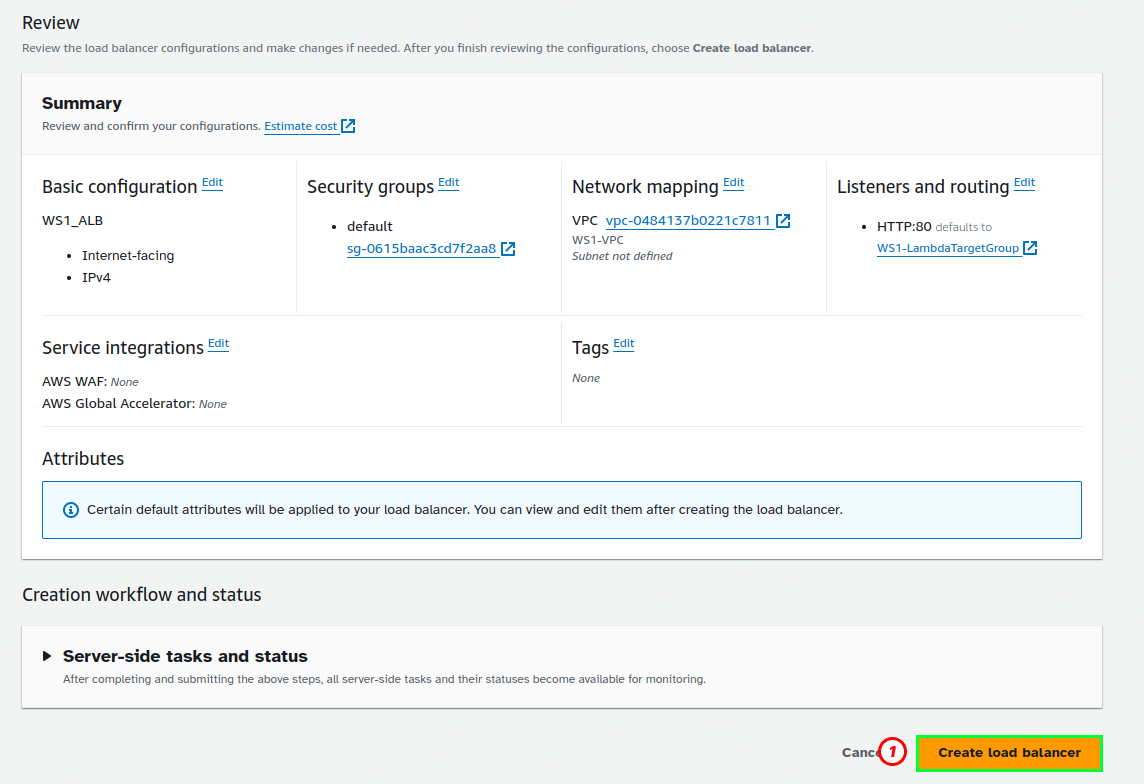 Review
Review the load balancer configurations and make changes if needed. After you finish reviewing the configurations, choose Create load balancer.
Summary
Review and confirm your configurations. Estimate cost
Basic configuration Edit
WS1_ALB
• Internet-facing
• IPv4
Security groups Edit
• default
sg-0615baac3cd7f2aa8
Network mapping Edit
VPC vpc-0484137b0221c7811
WS1-VPC
Subnet not defined
Listeners and routing Edit
• HTTP:80 defaults to
WS1-LambdaTargetGroup
Service integrations Edit
AWS WAF: None
AWS Global Accelerator: None
Tags Edit
None
Attributes
Certain default attributes will be applied to your load balancer. You can view and edit them after creating the load balancer.
Creation workflow and status
Server-side tasks and status
After completing and submitting the above steps, all server-side tasks and their statuses become available for monitoring.
Canc 1 Create load balancer